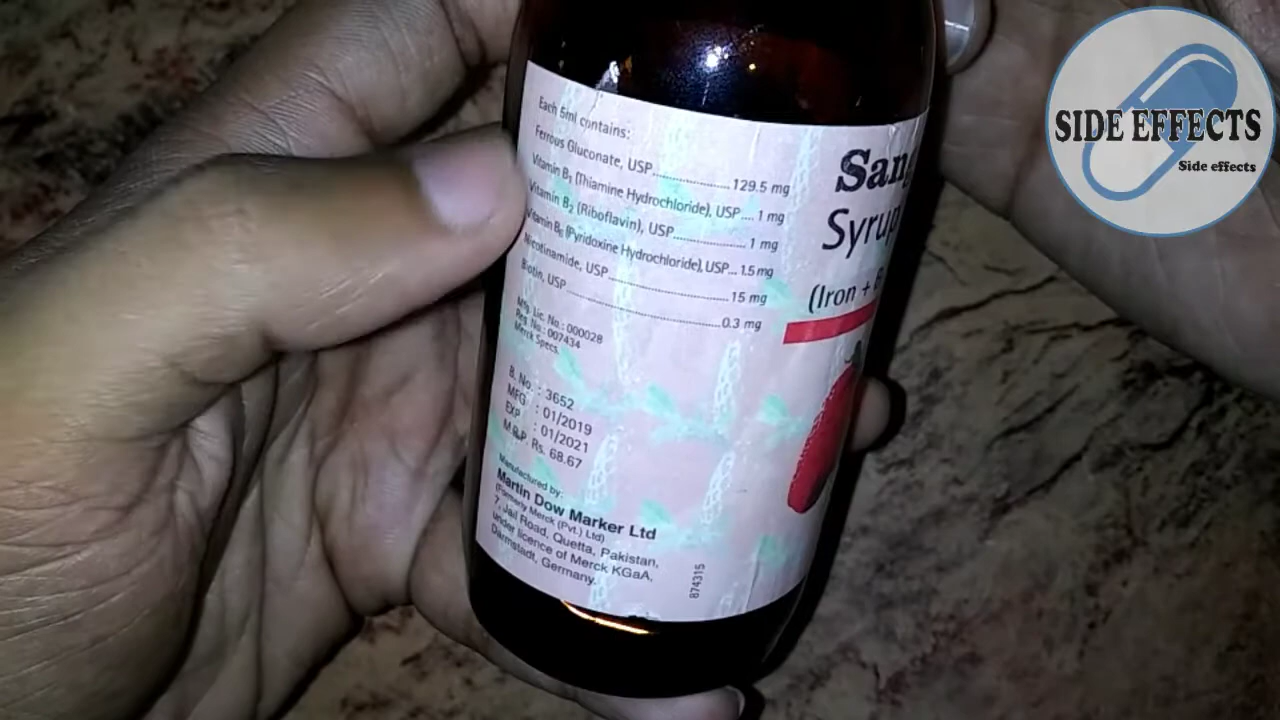 Each 5ml contains:
Ferrous Gluconate, USP..................129.5 mg
Vitamin B1 (Thiamine Hydrochloride), USP....1 mg
Vitamin B2 (Riboflavin), USP..................1 mg
Vitamin B6 (Pyridoxine Hydrochloride), USP...1.5 mg
Nicotinamide, USP..............................15 mg
Biotin, USP.......................................0.3 mg
Mfg. Lic. No.: 000028
Reg. No.: 007434
Merck Specs.
B. No. : 3652
MFG : 01/2019
EXP : 01/2021
M.R.P. Rs. 68.67
Manufactured by:
Martin Dow Marker Ltd
(Formerly Merck (Pvt.) Ltd)
7, Jail Road, Quetta, Pakistan,
under licence of Merck KGaA,
Darmstadt, Germany.
874315
Sang
Syrup
(Iron + B
SIDE EFFECTS
Side effects